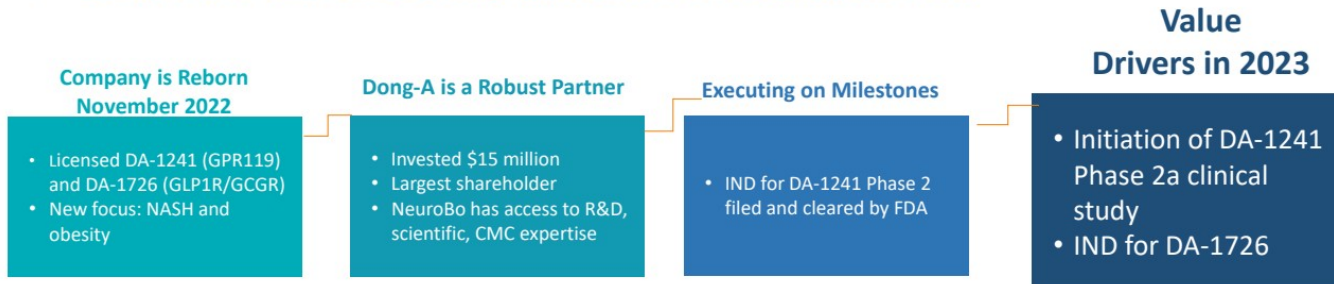 Company is Reborn
November 2022
• Licensed DA-1241 (GPR119)
and DA-1726 (GLP1R/GCGR)
• New focus: NASH and
obesity
Dong-A is a Robust Partner
• Invested $15 million
• Largest shareholder
• NeuroBo has access to R&D,
scientific, CMC expertise
Executing on Milestones
• IND for DA-1241 Phase 2
filed and cleared by FDA
Value
Drivers in 2023
• Initiation of DA-1241
Phase 2a clinical
study
• IND for DA-1726